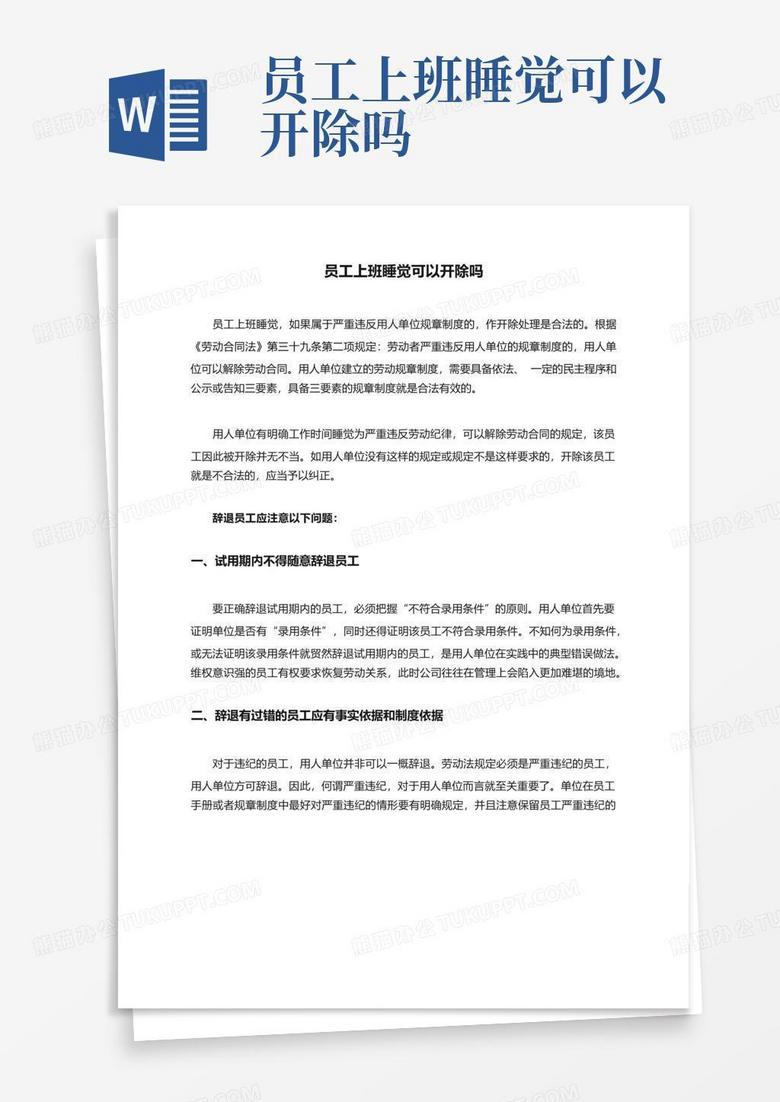 W
员工上班睡觉可以
开除吗
员工上班睡觉可以开除吗
员工上班睡觉，如果属于严重违反用人单位规章制度的，作开除处理是合法的。根据
《劳动合同法》第三十九条第二项规定：劳动者严重违反用人单位的规章制度的，用人单
位可以解除劳动合同。用人单位建立的劳动规章制度，需要具备依法、 一定的民主程序和
公示或告知三要素，具备三要素的规章制度就是合法有效的。
用人单位有明确工作时间睡觉为严重违反劳动纪律，可以解除劳动合同的规定，该员
工因此被开除并无不当。如用人单位没有这样的规定或规定不是这样要求的，开除该员工
就是不合法的，应当予以纠正。
辞退员工应注意以下问题：
一、试用期内不得随意辞退员工
要正确辞退试用期内的员工，必须把握“不符合录用条件”的原则。用人单位首先要
证明单位是否有“录用条件”，同时还得证明该员工不符合录用条件。不知何为录用条件，
或无法证明该录用条件就贸然辞退试用期内的员工，是用人单位在实践中的典型错误做法。
维权意识强的员工有权要求恢复劳动关系，此时公司往往在管理上会陷入更加难堪的境地。
二、辞退有过错的员工应有事实依据和制度依据
对于违纪的员工，用人单位并非可以一概辞退。劳动法规定必须是严重违纪的员工，
用人单位方可辞退。因此，何谓严重违纪，对于用人单位而言就至关重要了。单位在员工
手册或者规章制度中最好对严重违纪的情形要有明确规定，并且注意保留员工严重违纪的
熊猫办公 TUKUPPT.COM